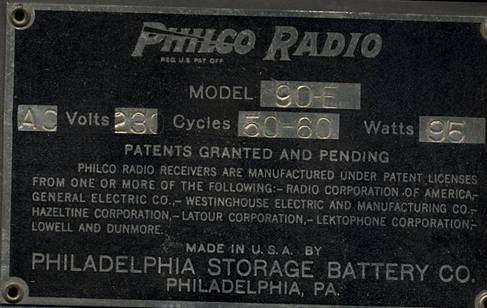 PHILCO RADIO
REG. U.S. PAT OFF.
MODEL 90-E
AC Volts 230 Cycles 50-60 Watts 95
PATENTS GRANTED AND PENDING
PHILCO RADIO RECEIVERS ARE MANUFACTURED UNDER PATENT LICENSES
FROM ONE OR MORE OF THE FOLLOWING:- RADIO CORPORATION OF AMERICA,-
GENERAL ELECTRIC CO.,- WESTINGHOUSE ELECTRIC AND MANUFACTURING CO.,-
HAZELTINE CORPORATION,- LATOUR CORPORATION,- LEKTOPHONE CORPORATION,-
LOWELL AND DUNMORE.
MADE IN U.S.A. BY
PHILADELPHIA STORAGE BATTERY CO.
PHILADELPHIA, PA.